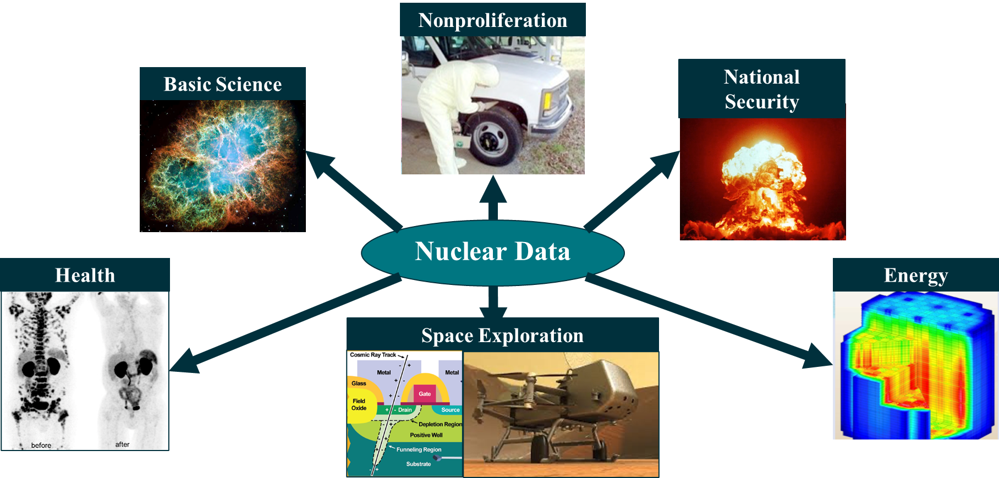 Nonproliferation
National
Security
Basic Science
Nuclear Data
Health
before
after
Energy
Space Exploration
Cosmic Ray Track
- +
Metal
Metal
+ -
Glass
+ -
Gate
Field
Oxide
+ - Drain
Source
- +
Depletion Region
Positive Well
- +
+ -
Funneling Region
Substrate
- +